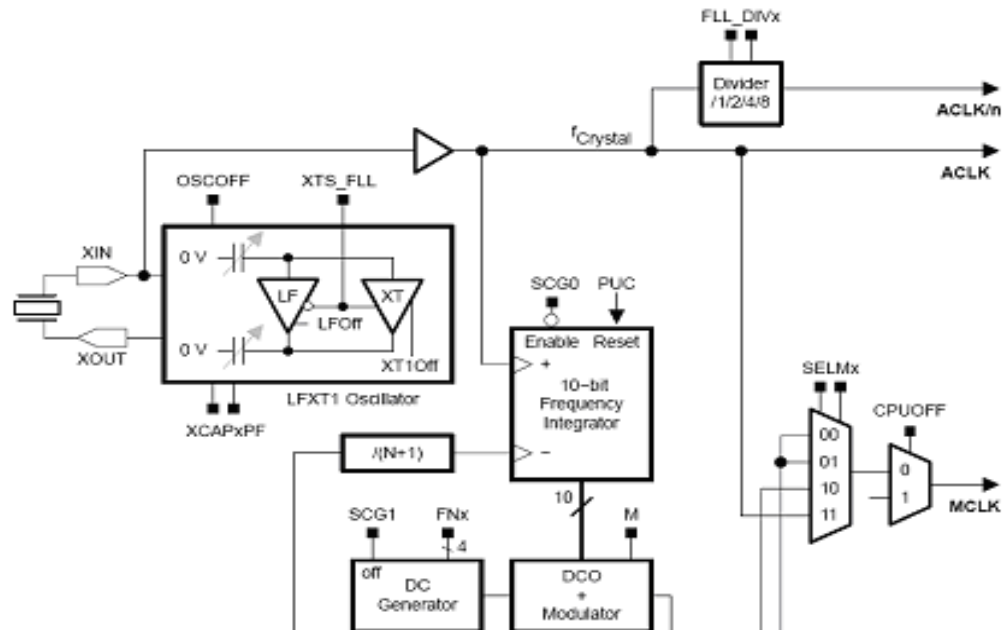 FLL_DIVx
Divider
/1/2/4/8
ACLK/n
fCrystal
ACLK
OSCOFF
XTS_FLL
XIN
0 V
LF
XT
LFOff
XOUT
0 V
XT1Off
LFXT1 Oscillator
XCAPxPF
SCG0
PUC
Enable
Reset
+
10−bit
Frequency
Integrator
−
/(N+1)
10
SELMx
CPUOFF
00
01
10
11
0
1
MCLK
SCG1
FNx
M
4
off
DC
Generator
DCO
+
Modulator